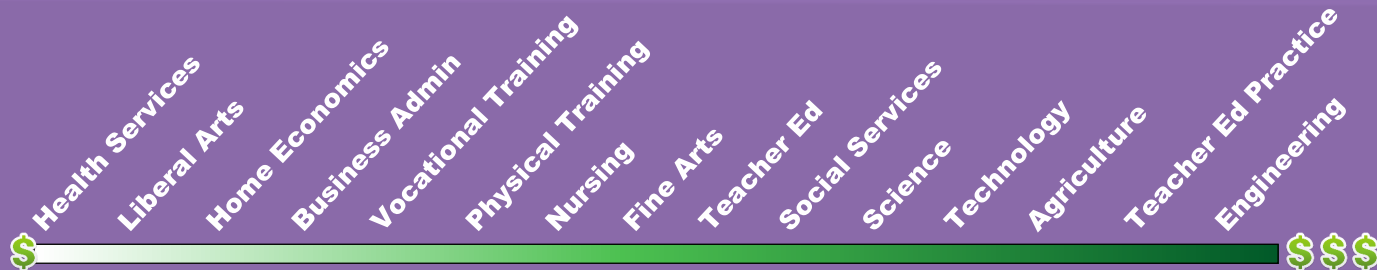 Health Services
Liberal Arts
Home Economics
Business Admin
Vocational Training
Physical Training
Nursing
Fine Arts
Teacher Ed
Social Services
Science
Technology
Agriculture
Teacher Ed Practice
Engineering
$
$ $ $